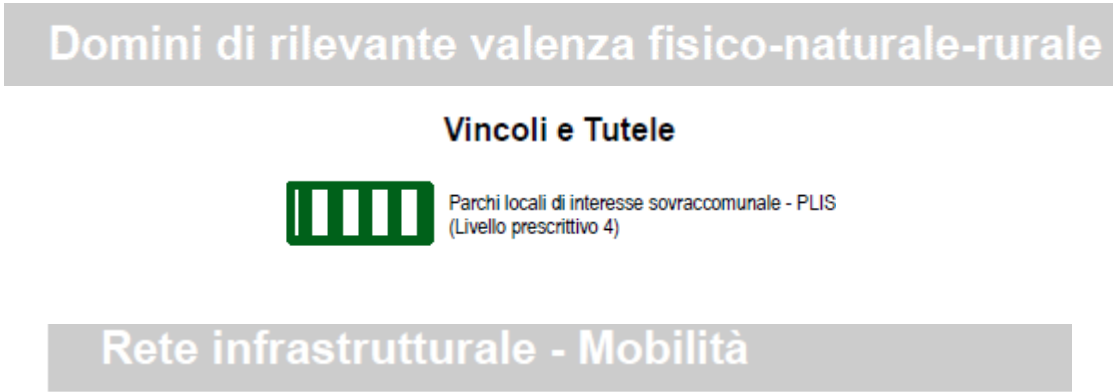 Domini di rilevante valenza fisico-naturale-rurale
Vincoli e Tutele
Parchi locali di interesse sovraccomunale - PLIS
(Livello prescrittivo 4)
Rete infrastrutturale - Mobilità